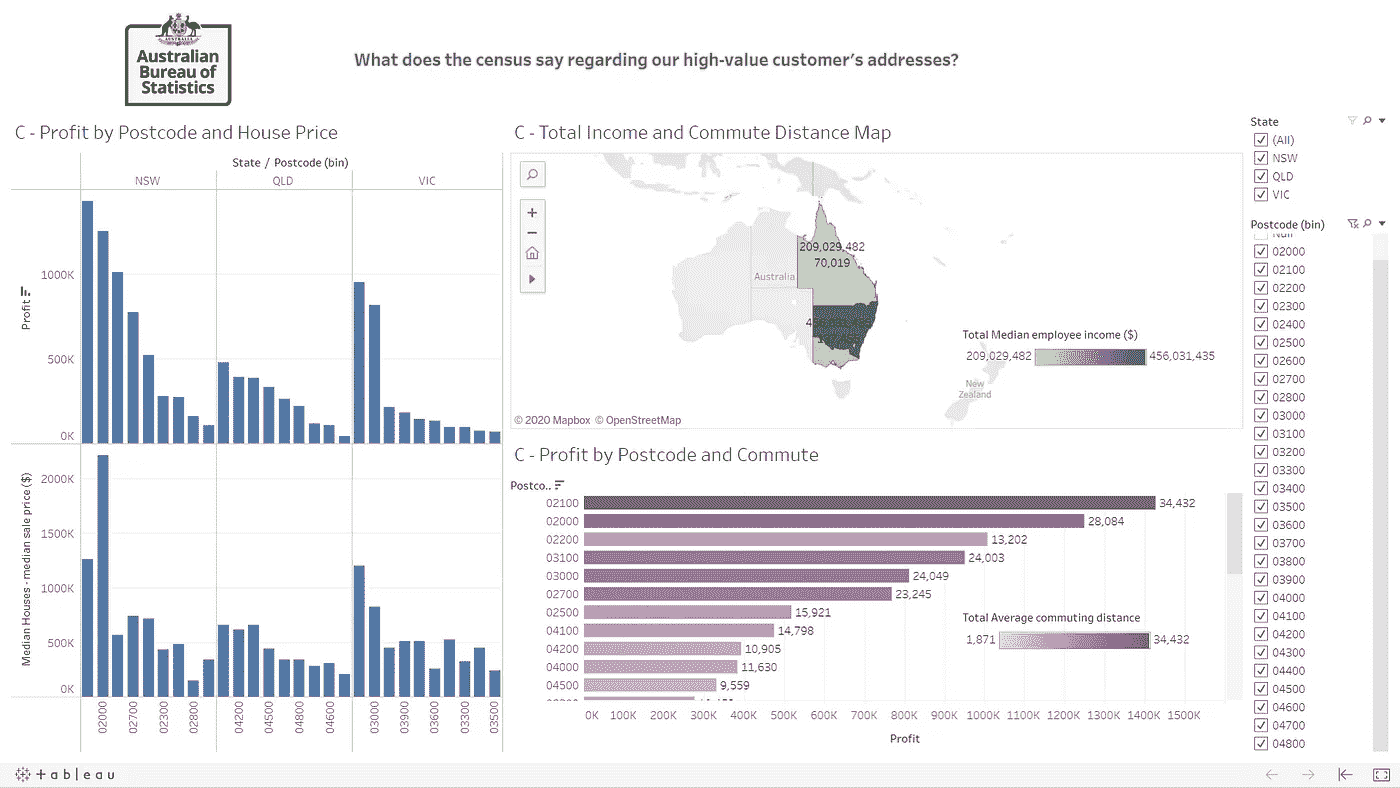 AUSTRALIA
Australian
Bureau of
Statistics
What does the census say regarding our high-value customer's addresses?
C - Profit by Postcode and House Price
State / Postcode (bin)
NSW QLD VIC
Profit
1000K
500K
0K
Median Houses - median sale price ($)
2000K
1500K
1000K
500K
0K
02000 02700 02300 02800 04200 04500 04800 04600 03000 03900 03600 03300 03500
C - Total Income and Commute Distance Map
209,029,482
70,019
Australia
New
Zealand
Total Median employee income ($)
209,029,482 456,031,435
© 2020 Mapbox © OpenStreetMap
C - Profit by Postcode and Commute
Postco..
02100 34,432
02000 28,084
02200 13,202
03100 24,003
03000 24,049
02700 23,245
02500 15,921
04100 14,798
04200 10,905
04000 11,630
04500 9,559
Total Average commuting distance
1,871 34,432
0K 100K 200K 300K 400K 500K 600K 700K 800K 900K 1000K 1100K 1200K 1300K 1400K 1500K
Profit
State
(All)
NSW
QLD
VIC
Postcode (bin)
Null
02000
02100
02200
02300
02400
02500
02600
02700
02800
03000
03100
03200
03300
03400
03500
03600
03700
03800
03900
04000
04100
04200
04300
04400
04500
04600
04700
04800
+ a b | e a u